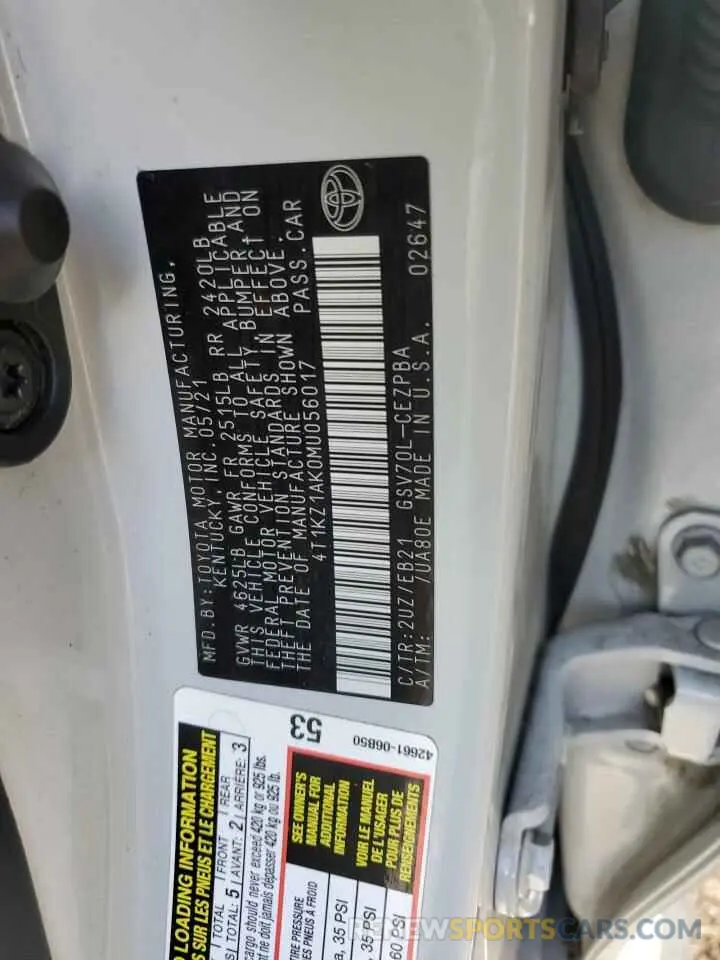 MFD. BY: TOYOTA MOTOR MANUFACTURING,
KENTUCKY, INC. 05/21
GVWR 4625LB GAWR FR 2515LB RR 2420LB
THIS VEHICLE CONFORMS TO ALL APPLICABLE
FEDERAL MOTOR VEHICLE SAFETY, BUMPER AND
THEFT PREVENTION STANDARDS IN EFFECT ON
THE DATE OF MANUFACTURE SHOWN ABOVE.
4T1KZ1AK0MU056017 PASS. CAR
C/TR: 2UZ/EB21 GSV70L-CEZPBA
A/TM: /UA80E MADE IN U.S.A. 02647
53
42661-06B50
LOADING INFORMATION
SUR LES PNEUS ET LE CHARGEMENT
TOTAL FRONT REAR
TOTAL: 5 AVANT: 2 ARRIÈRE: 3
cargo should never exceed 420 kg or 925 lbs.
ne doit jamais dépasser 420 kg ou 925 lb.
TIRE PRESSURE
PNEUS À FROID
35 PSI
35 PSI
60 PSI
SEE OWNER'S
MANUAL FOR
ADDITIONAL
INFORMATION
VOIR LE MANUEL
DE L'USAGER
POUR PLUS DE
RENSEIGNEMENTS
RENEWSPORTSCARS.COM